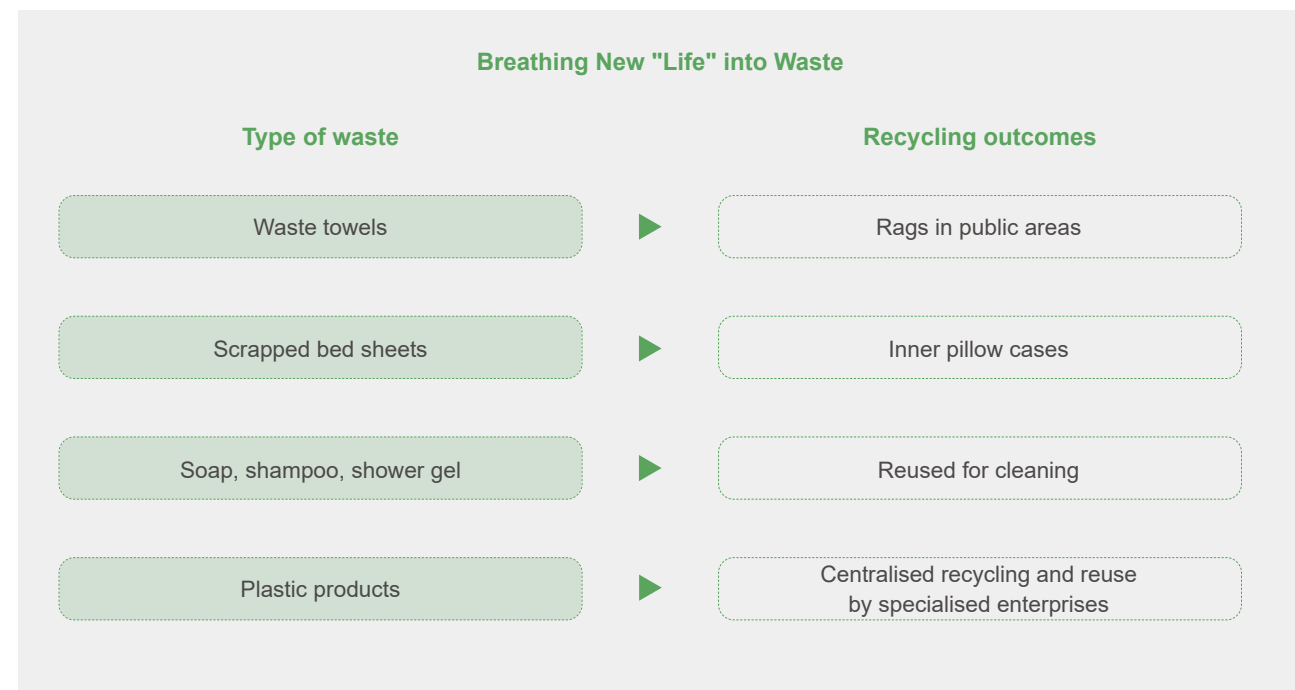 Breathing New "Life" into Waste
Type of waste
Recycling outcomes
Waste towels
Rags in public areas
Scrapped bed sheets
Inner pillow cases
Soap, shampoo, shower gel
Reused for cleaning
Plastic products
Centralised recycling and reuse
by specialised enterprises